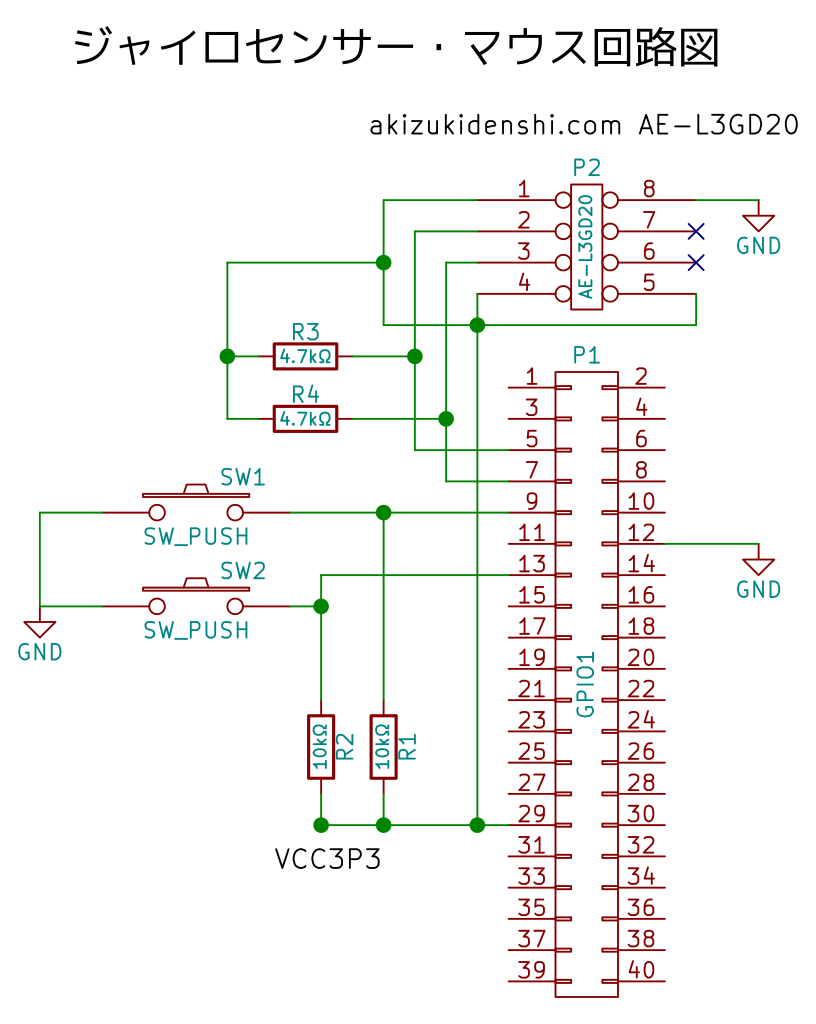 ジャイロセンサー・マウス回路図
akizukidenshi.com AE-L3GD20
P2
1 8
2 7
3 6
4 5
AE-L3GD20
GND
R3
4.7kΩ
R4
4.7kΩ
P1
1 2
3 4
5 6
7 8
9 10
11 12
13 14
15 16
17 18
19 20
21 22
23 24
25 26
27 28
29 30
31 32
33 34
35 36
37 38
39 40
GPIO1
GND
SW1
SW_PUSH
SW2
SW_PUSH
GND
10kΩ
R2
10kΩ
R1
VCC3P3